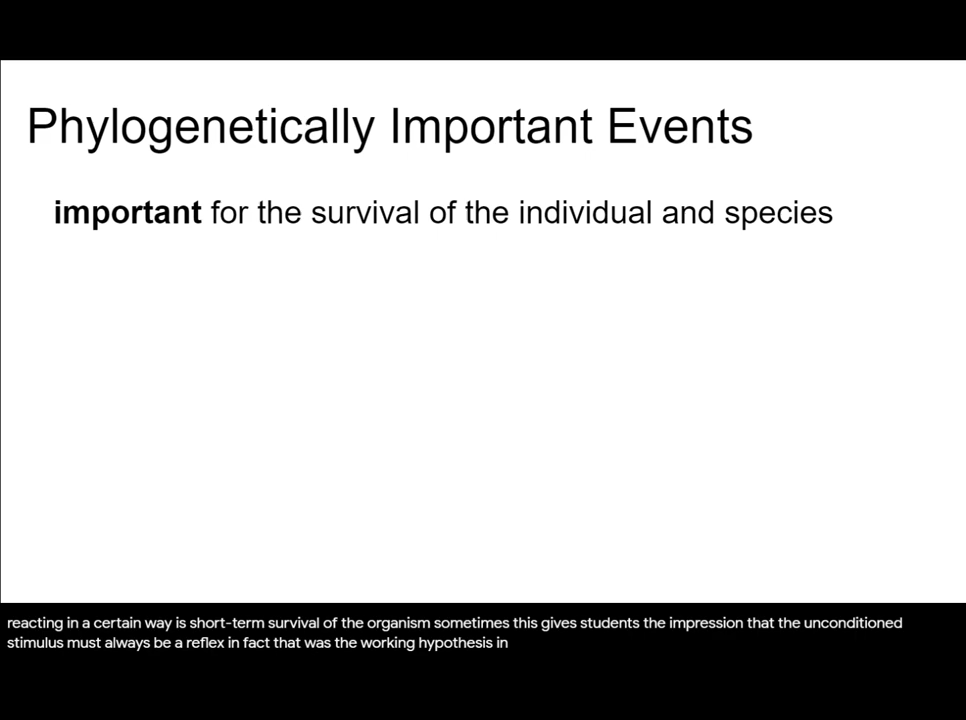 Phylogenetically Important Events
important for the survival of the individual and species
reacting in a certain way is short-term survival of the organism sometimes this gives students the impression that the unconditioned
stimulus must always be a reflex in fact that was the working hypothesis in